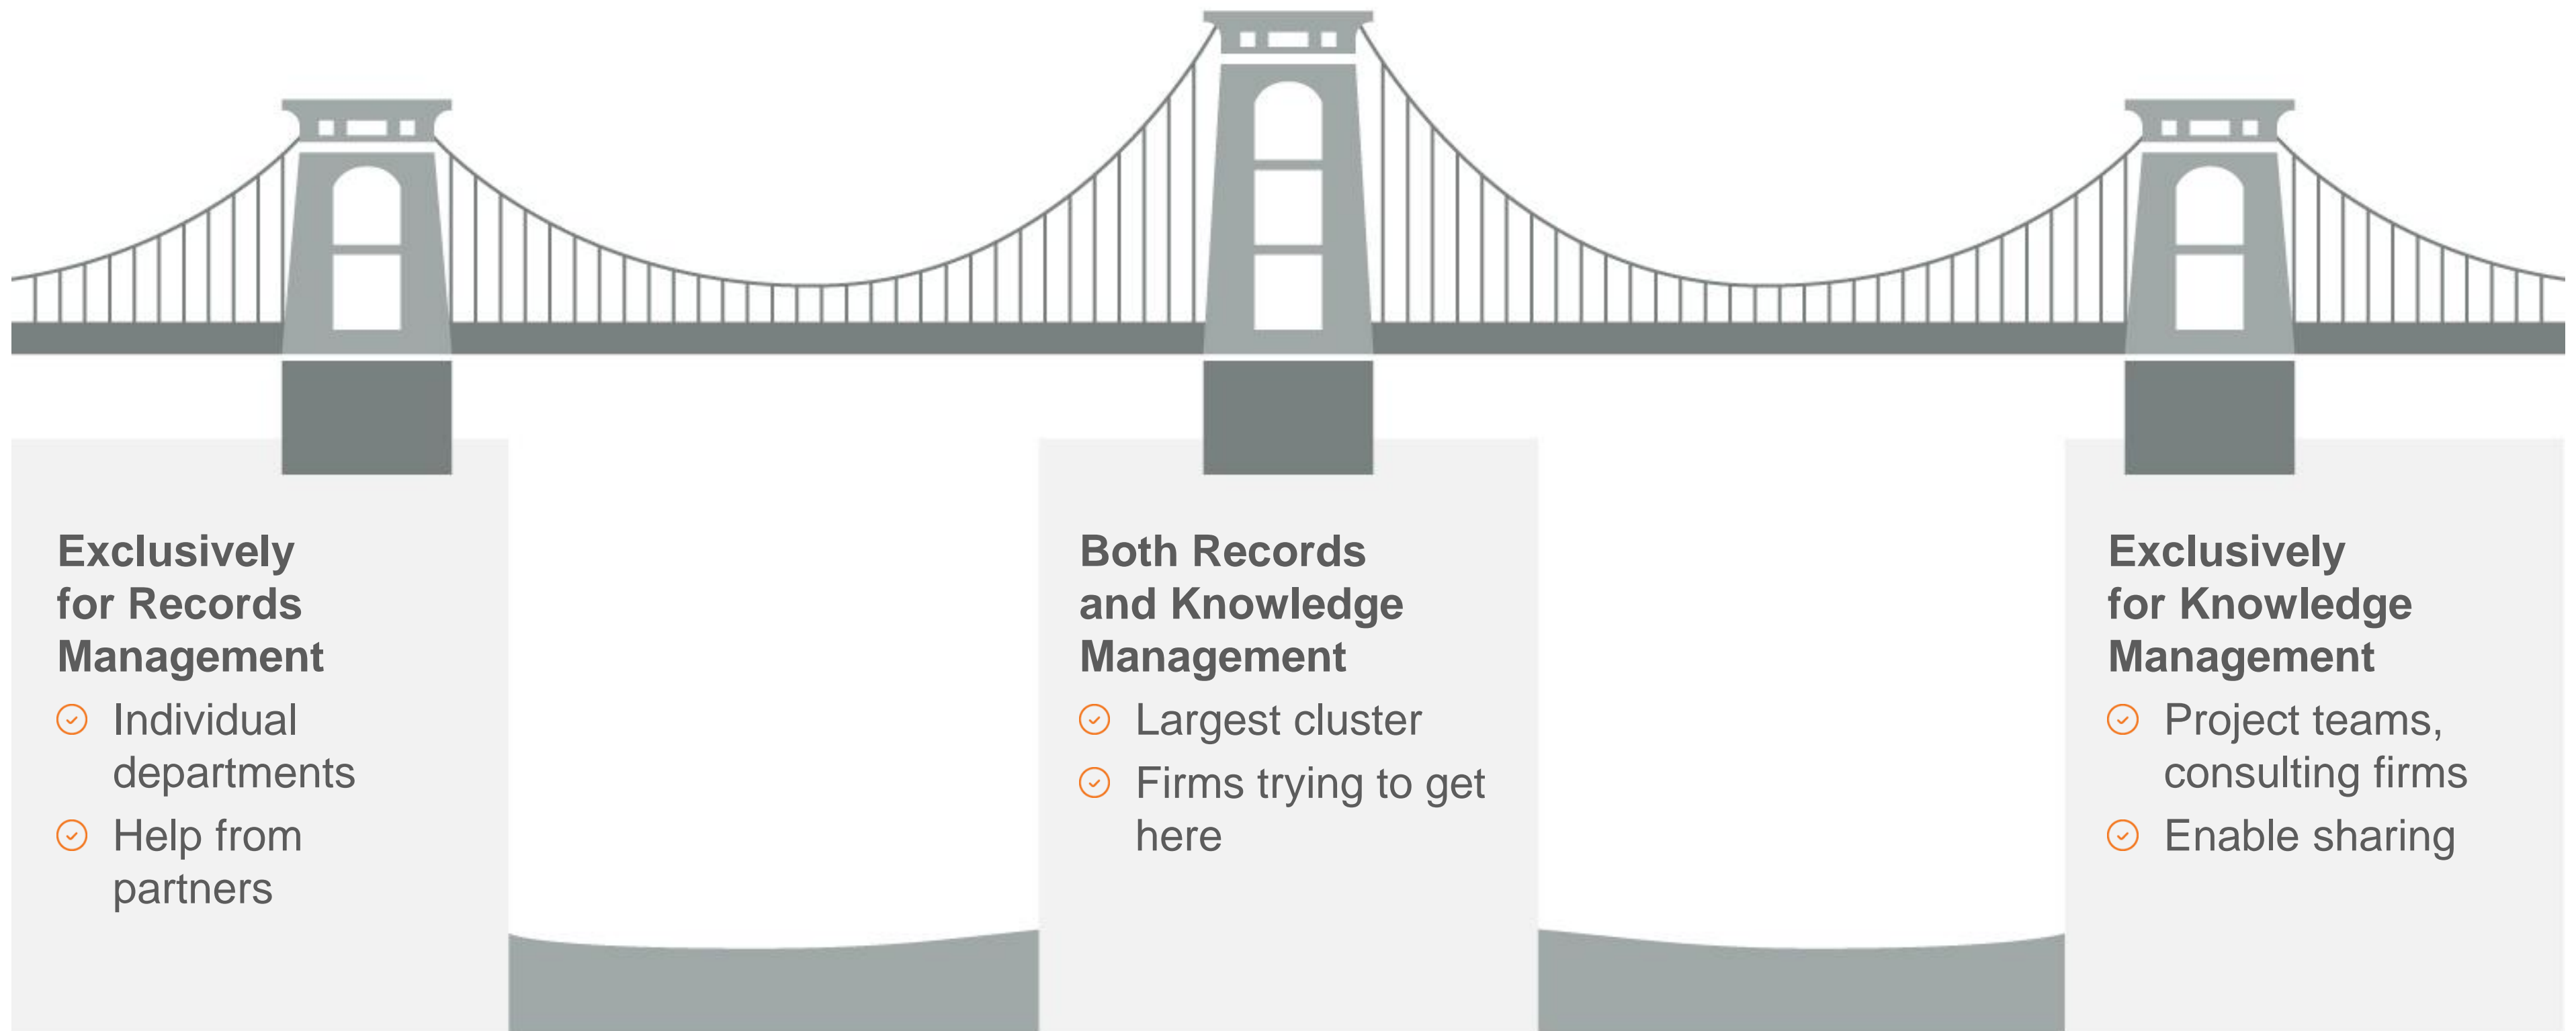 Exclusively
for Records
Management
Individual
departments
Help from
partners
Both Records
and Knowledge
Management
Largest cluster
Firms trying to get
here
Exclusively
for Knowledge
Management
Project teams,
consulting firms
Enable sharing